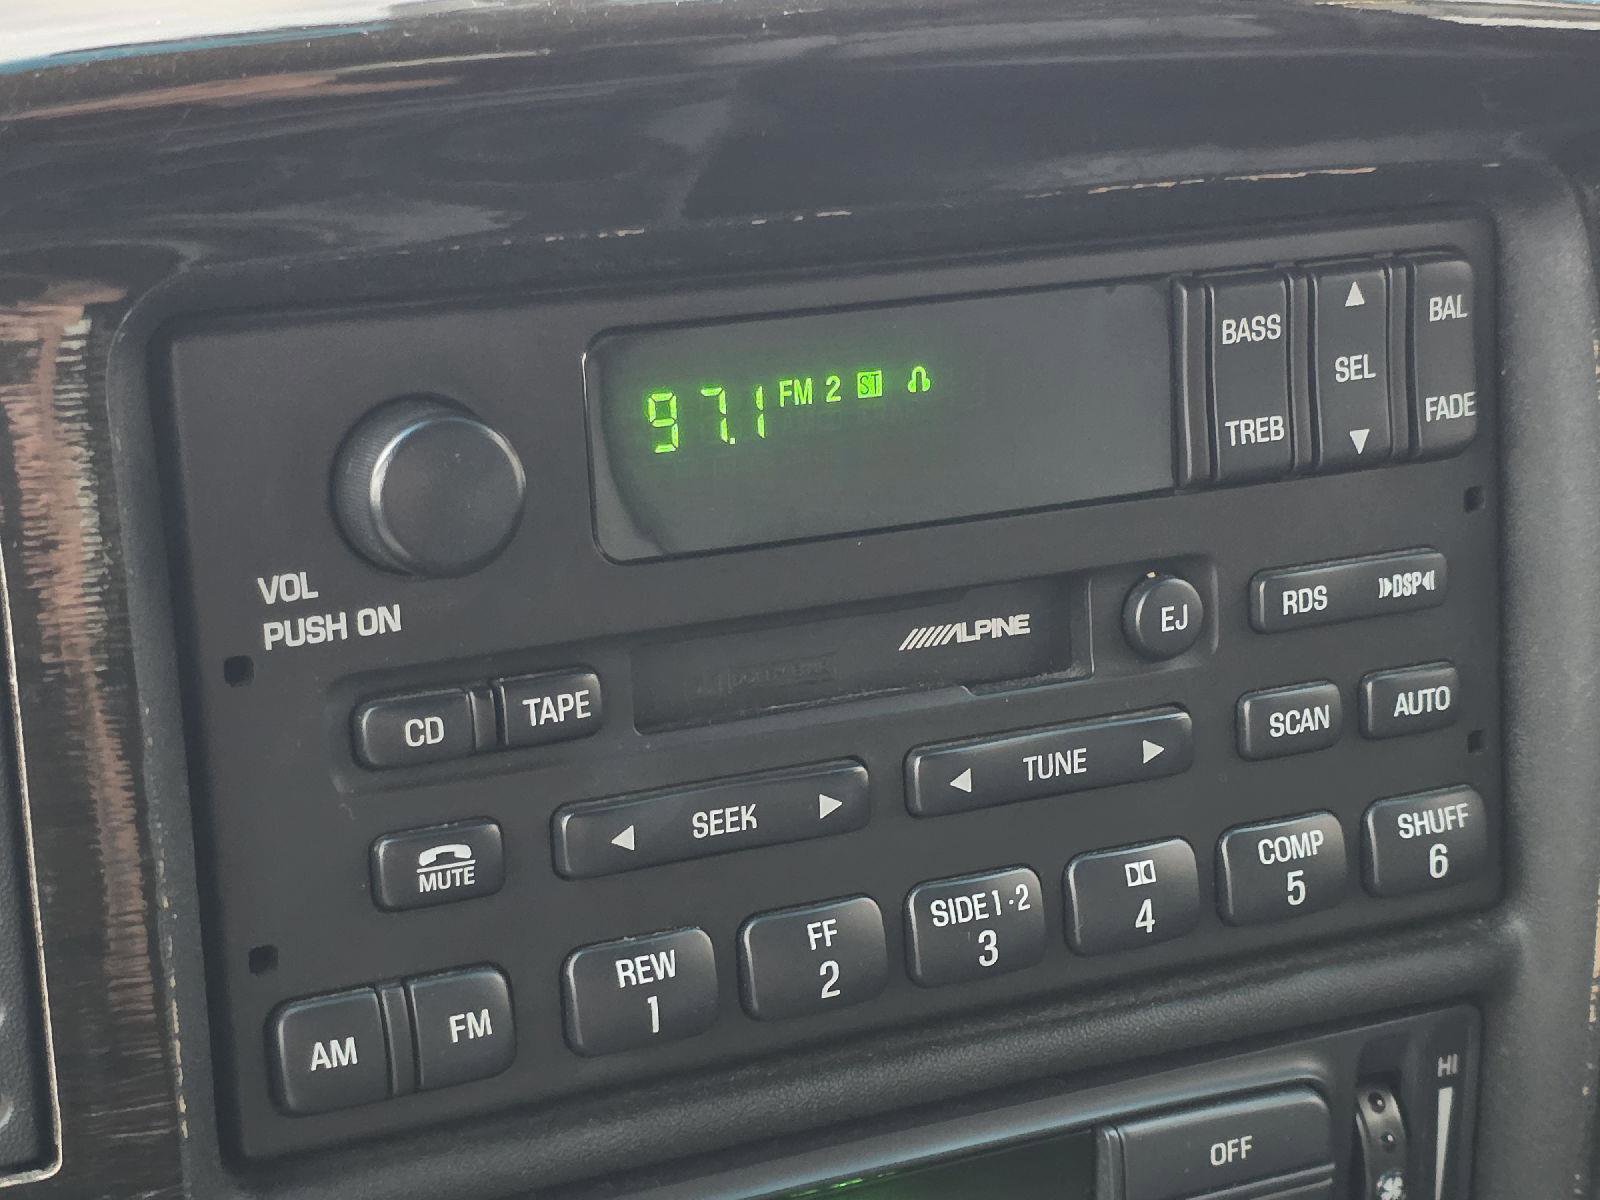 97.1 FM 2 ST
BASS
TREB
SEL
BAL
FADE
VOL
PUSH ON
ALPINE
EJ
RDS DSP
CD
TAPE
SEEK
TUNE
SCAN
AUTO
MUTE
AM
FM
REW
1
FF
2
SIDE 1·2
3
4
COMP
5
SHUFF
6
HI
OFF